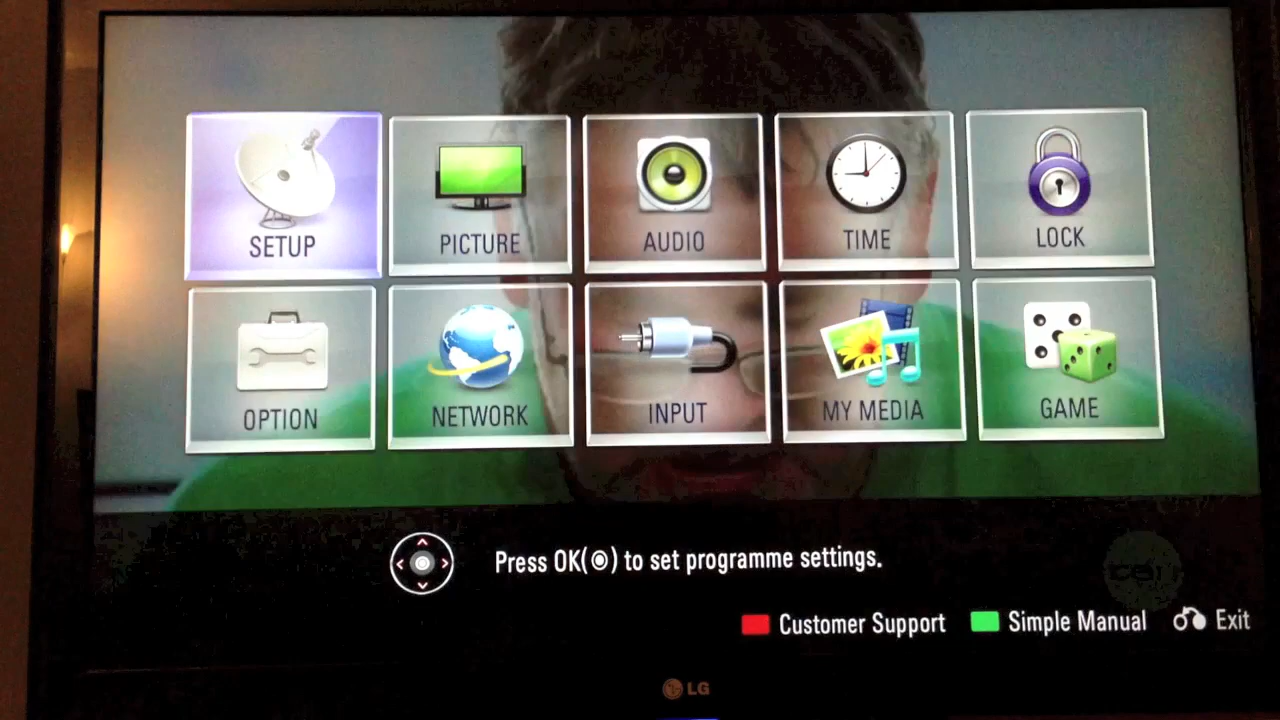 SETUP
PICTURE
AUDIO
TIME
LOCK
OPTION
NETWORK
INPUT
MY MEDIA
GAME
Press OK(◉) to set programme settings.
Customer Support
Simple Manual
Exit
LG